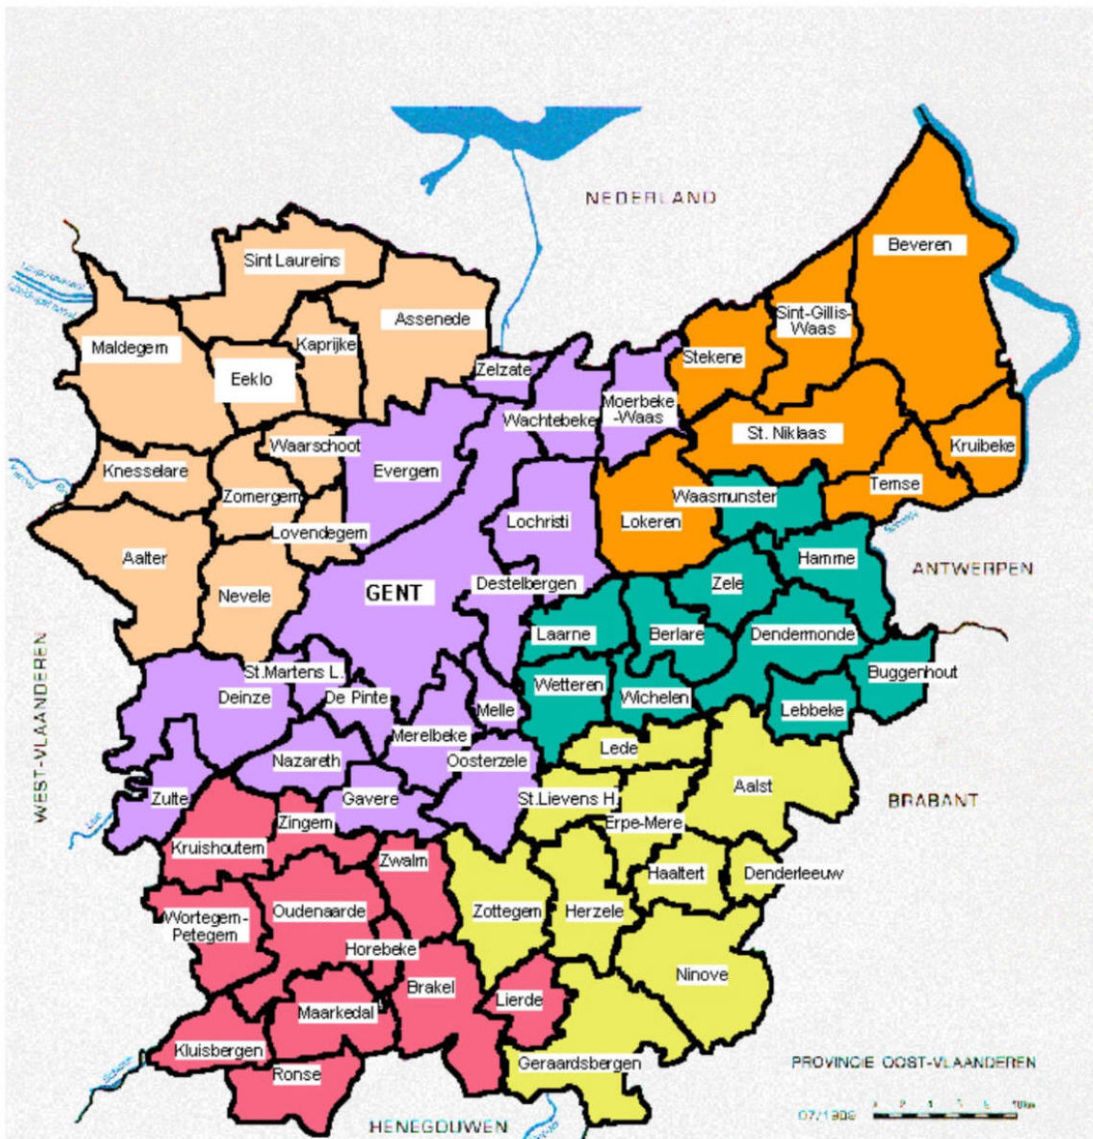 NEDERLAND
Beveren
Sint Laureins
Sint-Gillis-
Waas
Assenede
Maldegem
Kaprijke
Stekene
Eeklo
Zelzate
Moerbeke
-Waas
Wachtebeke
Waarschoot
St. Niklaas
Kruibeke
Knesselare
Evergem
Temse
Zomergem
Waasmunster
Lochristi
Lokeren
Lovendegem
Aalter
Hamme
ANTWERPEN
Destelbergen
Zele
Nevele
GENT
Laarne
Berlare
Dendermonde
WEST-VLAANDEREN
St.Martens L.
Buggenhout
Deinze
De Pinte
Wetteren
Wichelen
Melle
Lebbeke
Merelbeke
Lede
Nazareth
Oosterzele
Aalst
Zulte
Gavere
St.Lievens H.
BRABANT
Zingem
Erpe-Mere
Kruishoutem
Zwalm
Haaltert
Denderleeuw
Wortegem-
Petegem
Oudenaarde
Zottegem
Herzele
Horebeke
Ninove
Brakel
Lierde
Maarkedal
Kluisbergen
Geraardsbergen
PROVINCIE OOST-VLAANDEREN
Ronse
HENEGOUWEN